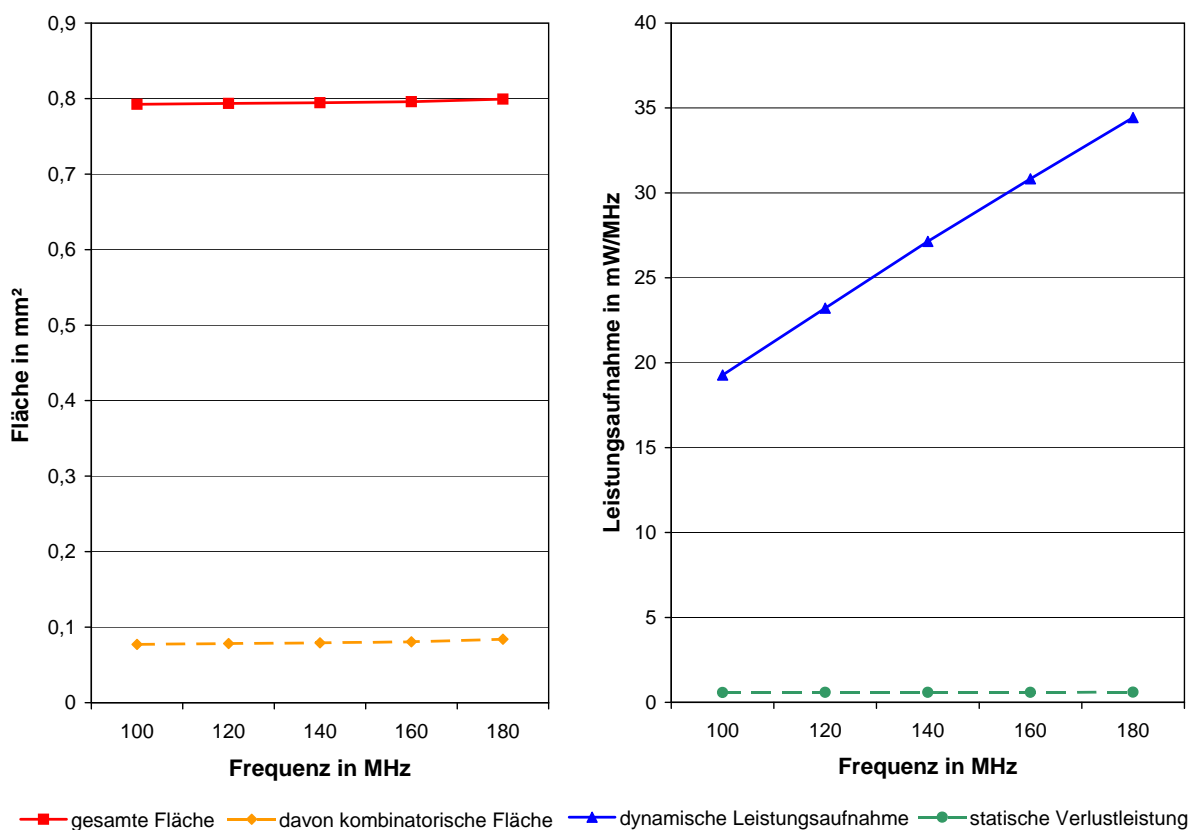 Fläche in mm²
0,9
0,8
0,7
0,6
0,5
0,4
0,3
0,2
0,1
0
100 120 140 160 180
Frequenz in MHz
Leistungsaufnahme in mW/MHz
40
35
30
25
20
15
10
5
0
100 120 140 160 180
Frequenz in MHz
gesamte Fläche davon kombinatorische Fläche dynamische Leistungsaufnahme statische Verlustleistung